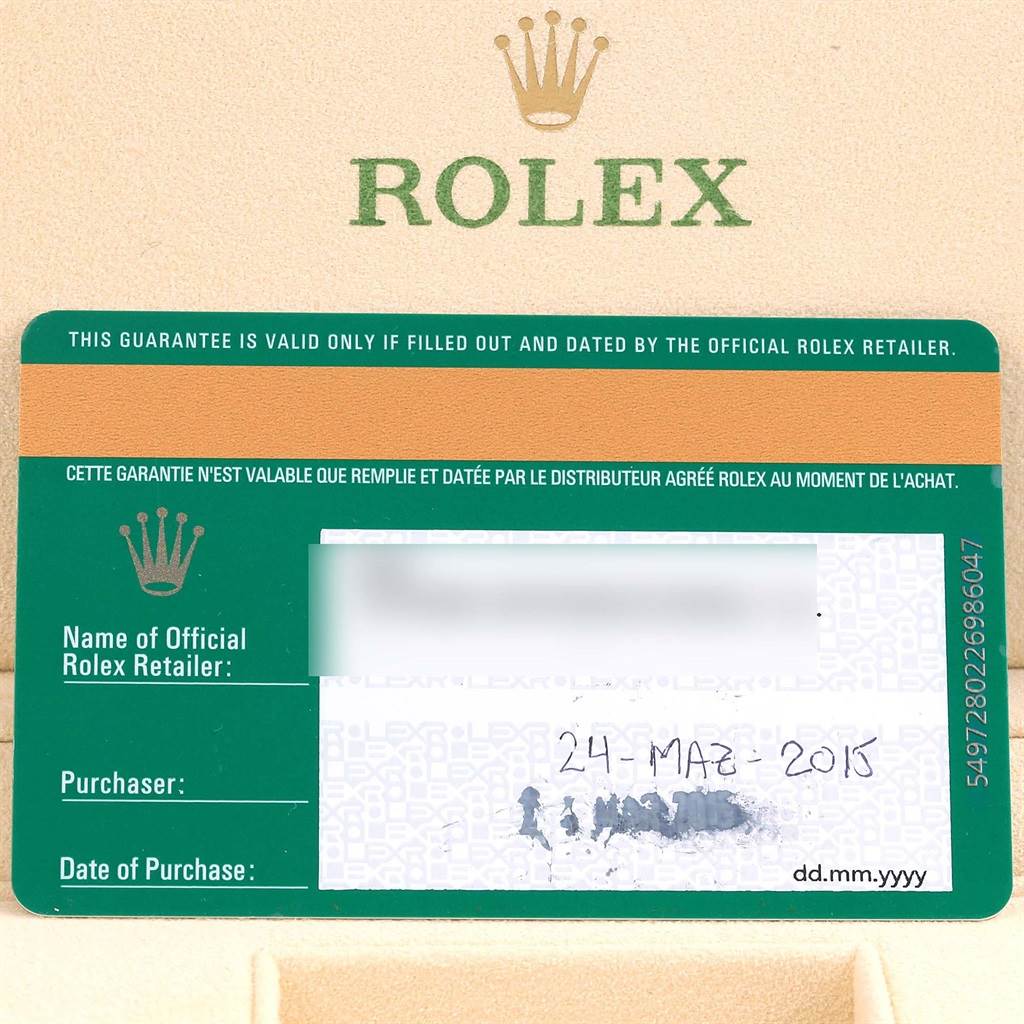 ROLEX
THIS GUARANTEE IS VALID ONLY IF FILLED OUT AND DATED BY THE OFFICIAL ROLEX RETAILER.
CETTE GARANTIE N'EST VALABLE QUE REMPLIE ET DATÉE PAR LE DISTRIBUTEUR AGRÉÉ ROLEX AU MOMENT DE L'ACHAT.
Name of Official
Rolex Retailer:
Purchaser:
24-MAZ-2015
Date of Purchase:
dd.mm.yyyy
5497280226986047